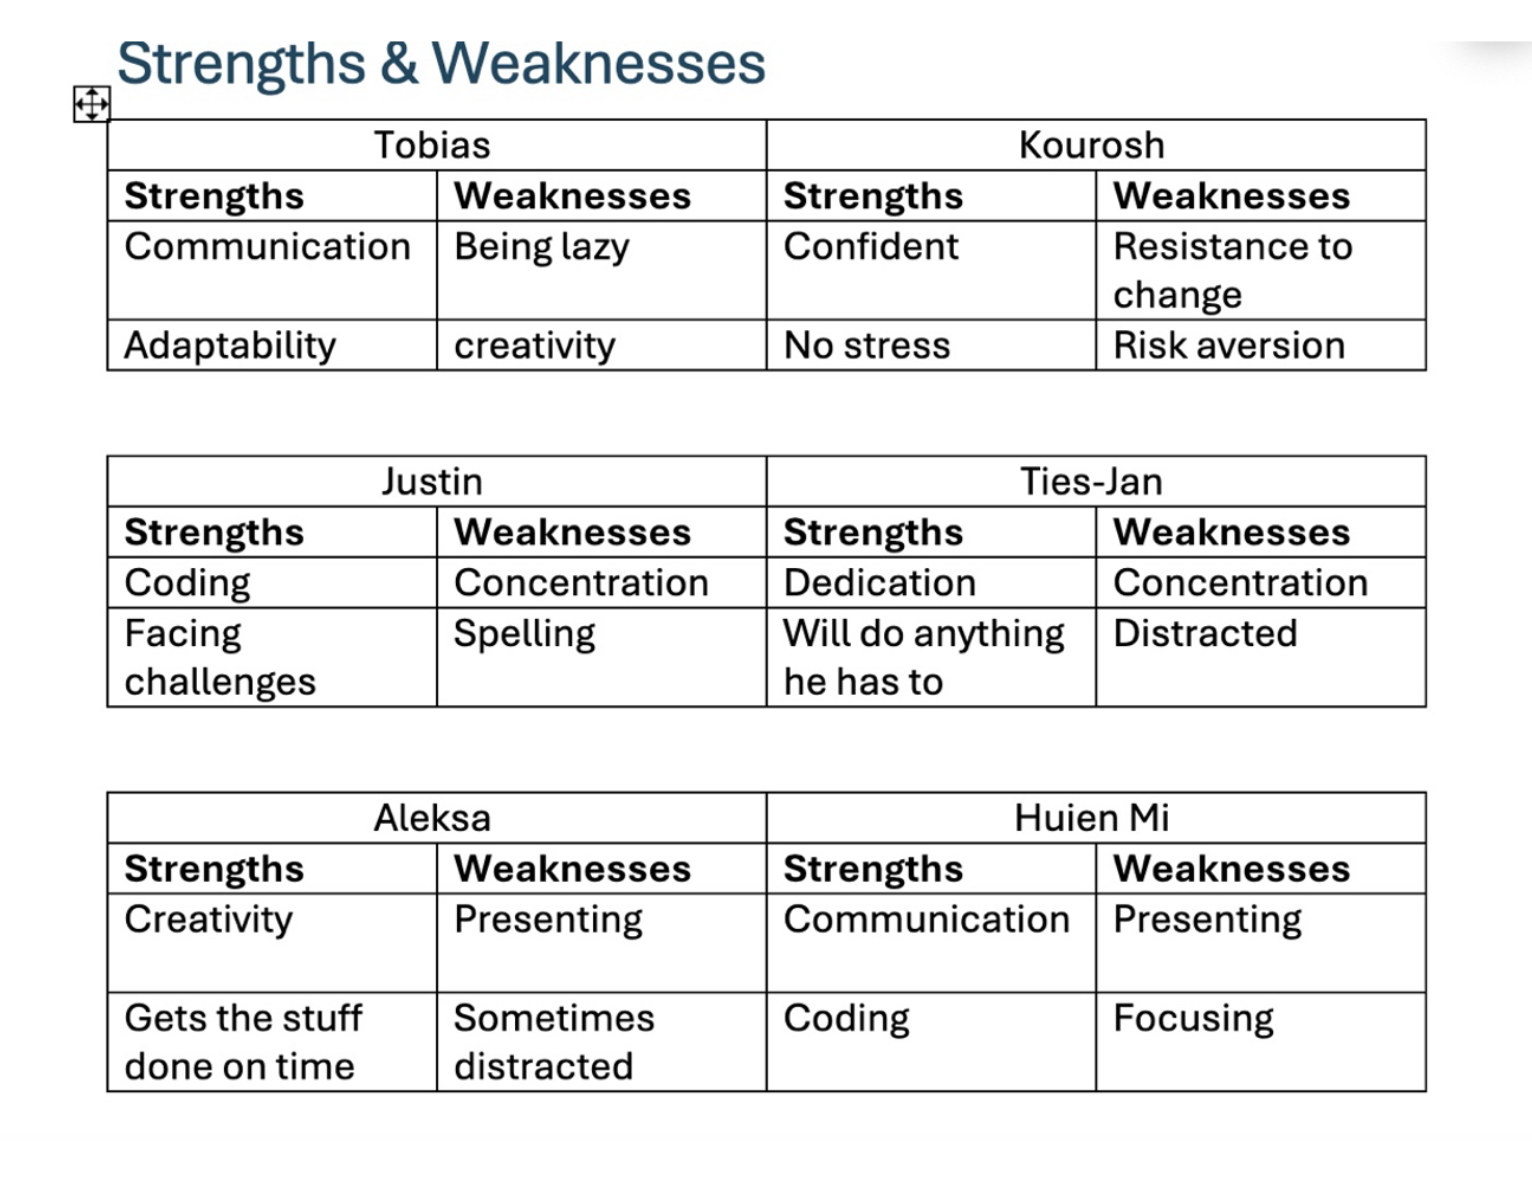 Strengths & Weaknesses
Tobias Kourosh
Strengths Weaknesses Strengths Weaknesses
Communication Being lazy Confident Resistance to
change
Adaptability creativity No stress Risk aversion
Justin Ties-Jan
Strengths Weaknesses Strengths Weaknesses
Coding Concentration Dedication Concentration
Facing Spelling Will do anything Distracted
challenges he has to
Aleksa Huien Mi
Strengths Weaknesses Strengths Weaknesses
Creativity Presenting Communication Presenting
Gets the stuff Sometimes Coding Focusing
done on time distracted